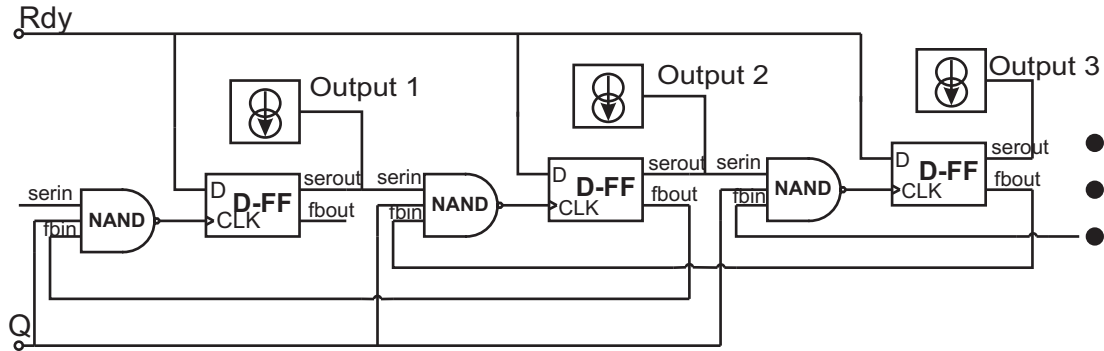 Rdy
Output 1
Output 2
Output 3
serin
fbin
NAND
D
D-FF
CLK
serout
fbout
serin
fbin
NAND
D
D-FF
CLK
serout
fbout
serin
fbin
NAND
D
D-FF
CLK
serout
fbout
Q